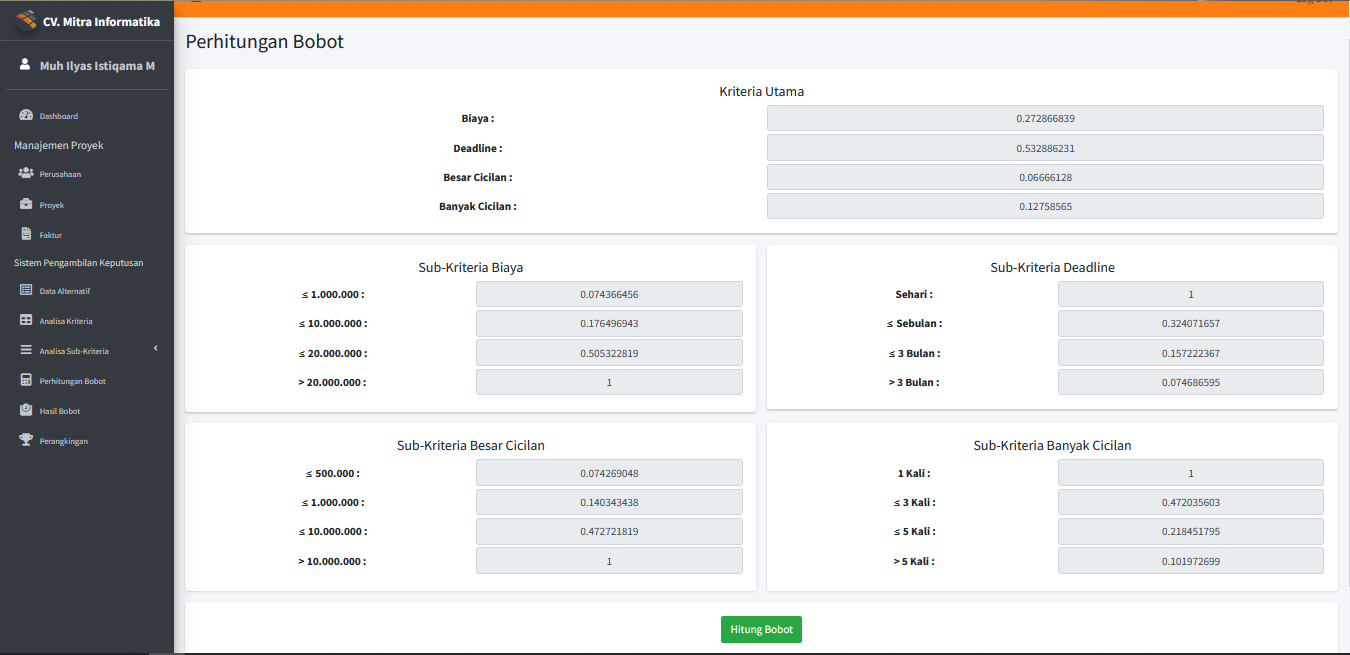 CV. Mitra Informatika
Muh Ilyas Istiqama M
Dashboard
Manajemen Proyek
Perusahaan
Proyek
Faktur
Sistem Pengambilan Keputusan
Data Alternatif
Analisa Kriteria
Analisa Sub-Kriteria
Perhitungan Bobot
Hasil Bobot
Perangkingan
Perhitungan Bobot
Kriteria Utama
Biaya : 0.272866839
Deadline : 0.532886231
Besar Cicilan : 0.06666128
Banyak Cicilan : 0.12758565
Sub-Kriteria Biaya
≤ 1.000.000 : 0.074366456
≤ 10.000.000 : 0.176496943
≤ 20.000.000 : 0.505322819
> 20.000.000 : 1
Sub-Kriteria Deadline
Sehari : 1
≤ Sebulan : 0.324071657
≤ 3 Bulan : 0.157222367
> 3 Bulan : 0.074686595
Sub-Kriteria Besar Cicilan
≤ 500.000 : 0.074269048
≤ 1.000.000 : 0.140343438
≤ 10.000.000 : 0.472721819
> 10.000.000 : 1
Sub-Kriteria Banyak Cicilan
1 Kali : 1
≤ 3 Kali : 0.472035603
≤ 5 Kali : 0.218451795
> 5 Kali : 0.101972699
Hitung Bobot